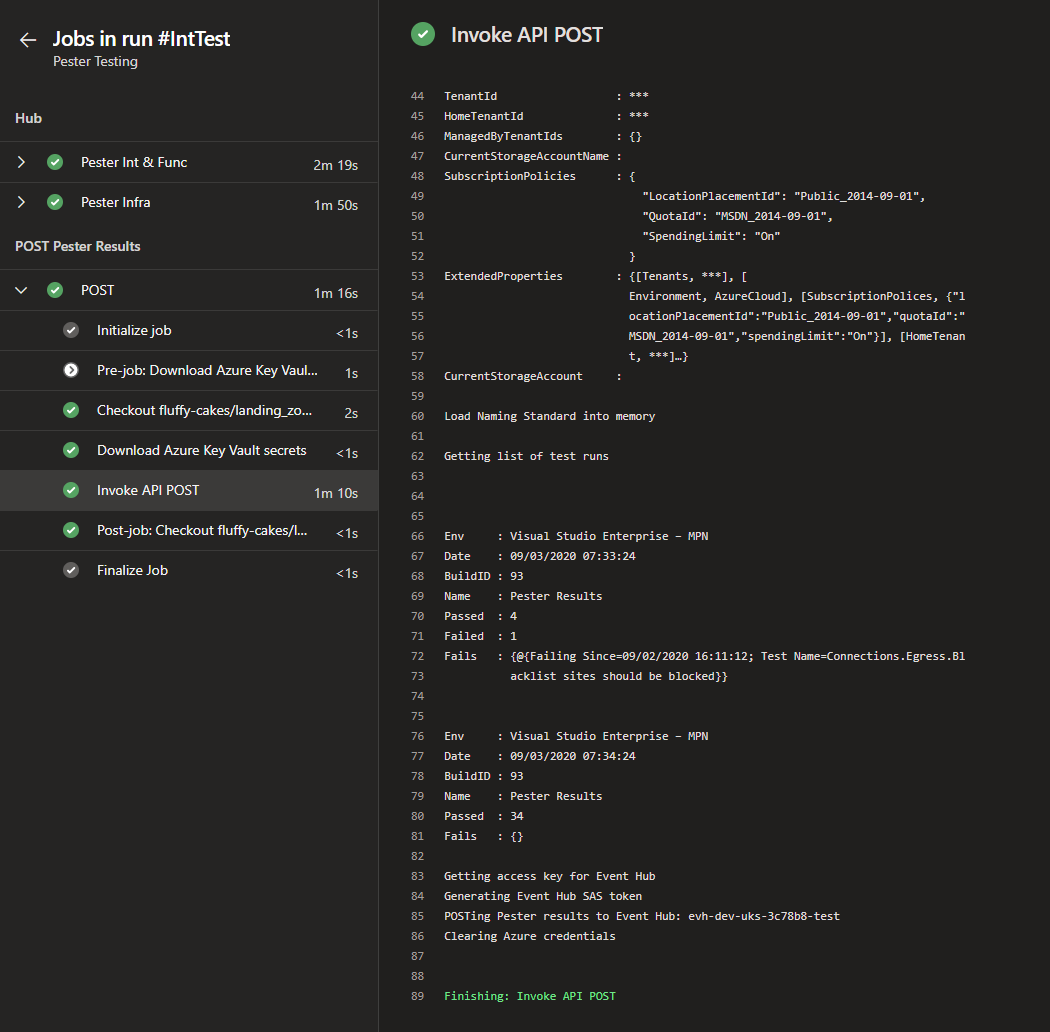 Jobs in run #IntTest
Pester Testing
Hub
Pester Int & Func 2m 19s
Pester Infra 1m 50s
POST Pester Results
POST 1m 16s
Initialize job <1s
Pre-job: Download Azure Key Vaul... 1s
Checkout fluffy-cakes/landing_zo... 2s
Download Azure Key Vault secrets <1s
Invoke API POST 1m 10s
Post-job: Checkout fluffy-cakes/l... <1s
Finalize Job <1s
Invoke API POST
44 TenantId : ***
45 HomeTenantId : ***
46 ManagedByTenantIds : {}
47 CurrentStorageAccountName :
48 SubscriptionPolicies : {
49 "LocationPlacementId": "Public_2014-09-01",
50 "QuotaId": "MSDN_2014-09-01",
51 "SpendingLimit": "On"
52 }
53 ExtendedProperties : {[Tenants, ***], [
54 Environment, AzureCloud], [SubscriptionPolices, {"l
55 ocationPlacementId":"Public_2014-09-01","quotaId":"
56 MSDN_2014-09-01","spendingLimit":"On"}], [HomeTenan
57 t, ***]…}
58 CurrentStorageAccount :
59
60 Load Naming Standard into memory
61
62 Getting list of test runs
63
64
65
66 Env : Visual Studio Enterprise – MPN
67 Date : 09/03/2020 07:33:24
68 BuildID : 93
69 Name : Pester Results
70 Passed : 4
71 Failed : 1
72 Fails : {@{Failing Since=09/02/2020 16:11:12; Test Name=Connections.Egress.Bl
73 acklist sites should be blocked}}
74
75
76 Env : Visual Studio Enterprise – MPN
77 Date : 09/03/2020 07:34:24
78 BuildID : 93
79 Name : Pester Results
80 Passed : 34
81 Fails : {}
82
83 Getting access key for Event Hub
84 Generating Event Hub SAS token
85 POSTing Pester results to Event Hub: evh-dev-uks-3c78b8-test
86 Clearing Azure credentials
87
88
89 Finishing: Invoke API POST